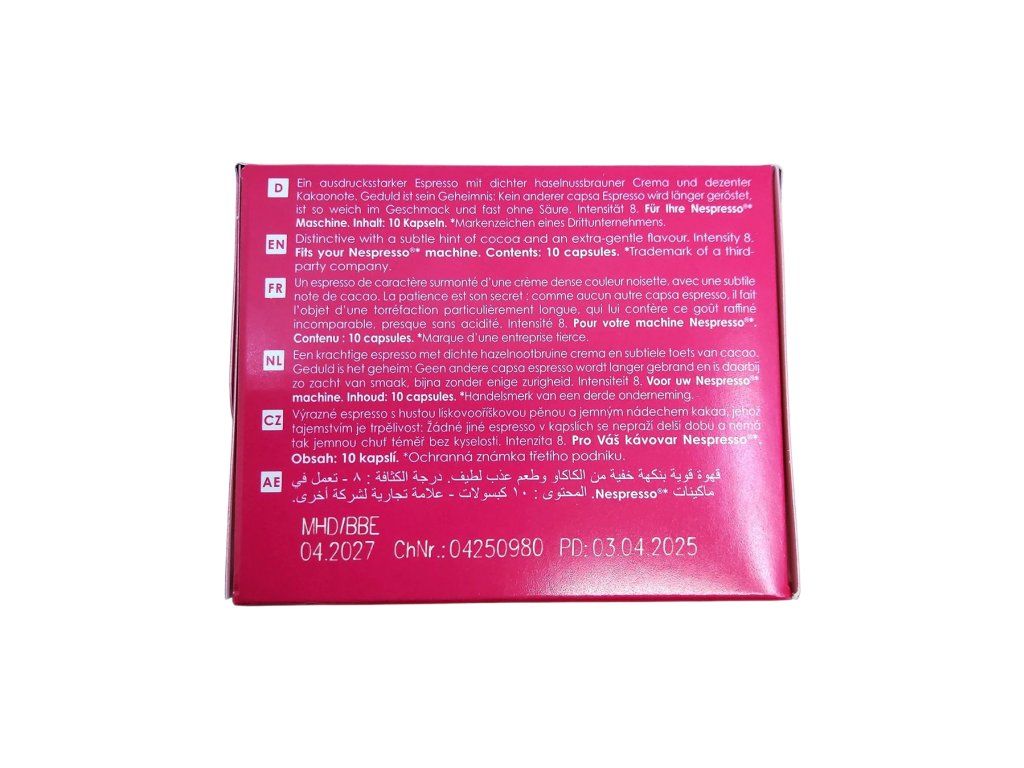 D Ein ausdrucksstarker Espresso mit dichter haselnussbrauner Crema und dezenter
Kakaonote. Geduld ist sein Geheimnis: Kein anderer capsa Espresso wird länger geröstet,
ist so weich im Geschmack und fast ohne Säure. Intensität 8. Für Ihre Nespresso®*
Maschine. Inhalt: 10 Kapseln. *Markenzeichen eines Drittunternehmens.
EN Distinctive with a subtle hint of cocoa and an extra-gentle flavour. Intensity 8.
Fits your Nespresso®* machine. Contents: 10 capsules. *Trademark of a third-
party company.
FR Un espresso de caractère surmonté d'une crème dense couleur noisette, avec une subtile
note de cacao. La patience est son secret : comme aucun autre capsa espresso, il fait
l'objet d'une torréfaction particulièrement longue, qui lui confère ce goût raffiné
incomparable, presque sans acidité. Intensité 8. Pour votre machine Nespresso®*.
Contenu : 10 capsules. *Marque d'une entreprise tierce.
NL Een krachtige espresso met dichte hazelnootbruine crema en subtiele toets van cacao.
Geduld is het geheim: Geen andere capsa espresso wordt langer gebrand en is daarbij
zo zacht van smaak, bijna zonder enige zurigheid. Intensiteit 8. Voor uw Nespresso®*
machine. Inhoud: 10 capsules. *Handelsmerk van een derde onderneming.
CZ Výrazné espresso s hustou lískovooříškovou pěnou a jemným nádechem kakaa, jehož
tajemstvím je trpělivost: Žádné jiné espresso v kapslích se nepraží delší dobu a nemá
tak jemnou chuť téměř bez kyselosti. Intenzita 8. Pro Váš kávovar Nespresso®*.
Obsah: 10 kapslí. *Ochranná známka třetího podniku.
AE قهوة قوية بنكهة خفية من الكاكاو وطعم عذب لطيف. درجة الكثافة : ٨ - تعمل في
ماكينات Nespresso®*. المحتوى : ١٠ كبسولات - علامة تجارية لشركة أخرى.
MHD/BBE
04.2027 ChNr.:04250980 PD:03.04.2025